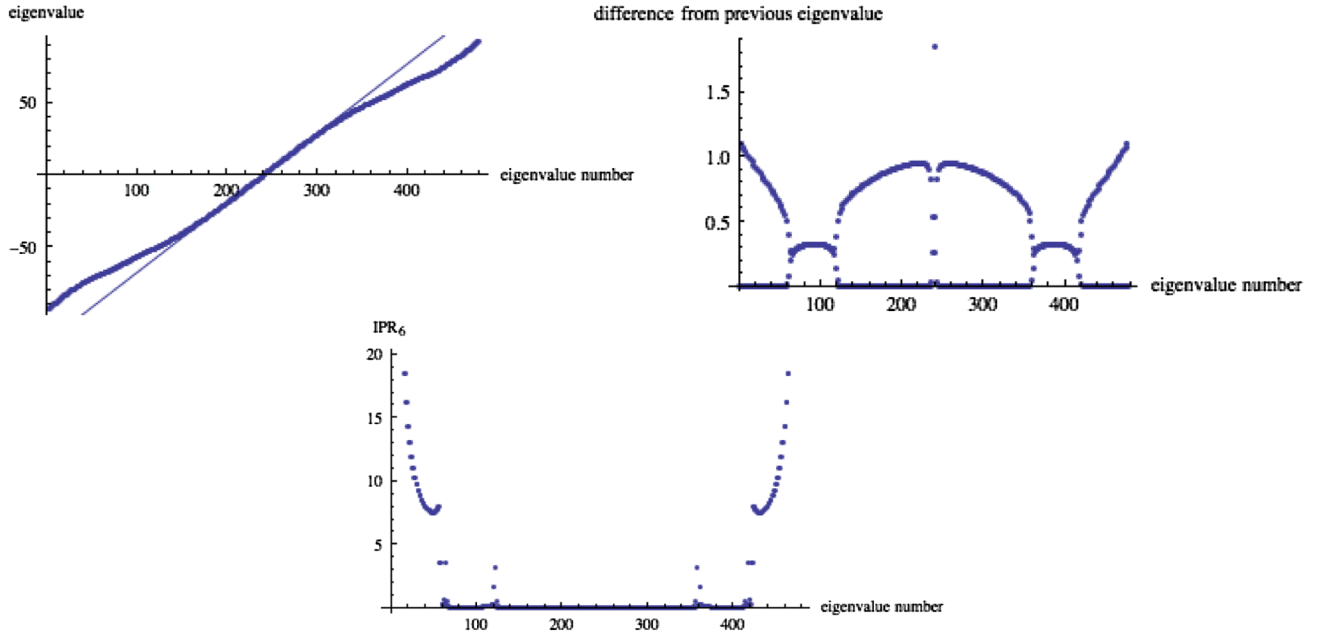 eigenvalue
50
−50
100 200 300 400
eigenvalue number
difference from previous eigenvalue
1.5
1.0
0.5
100 200 300 400
eigenvalue number
IPR6
20
15
10
5
100 200 300 400
eigenvalue number